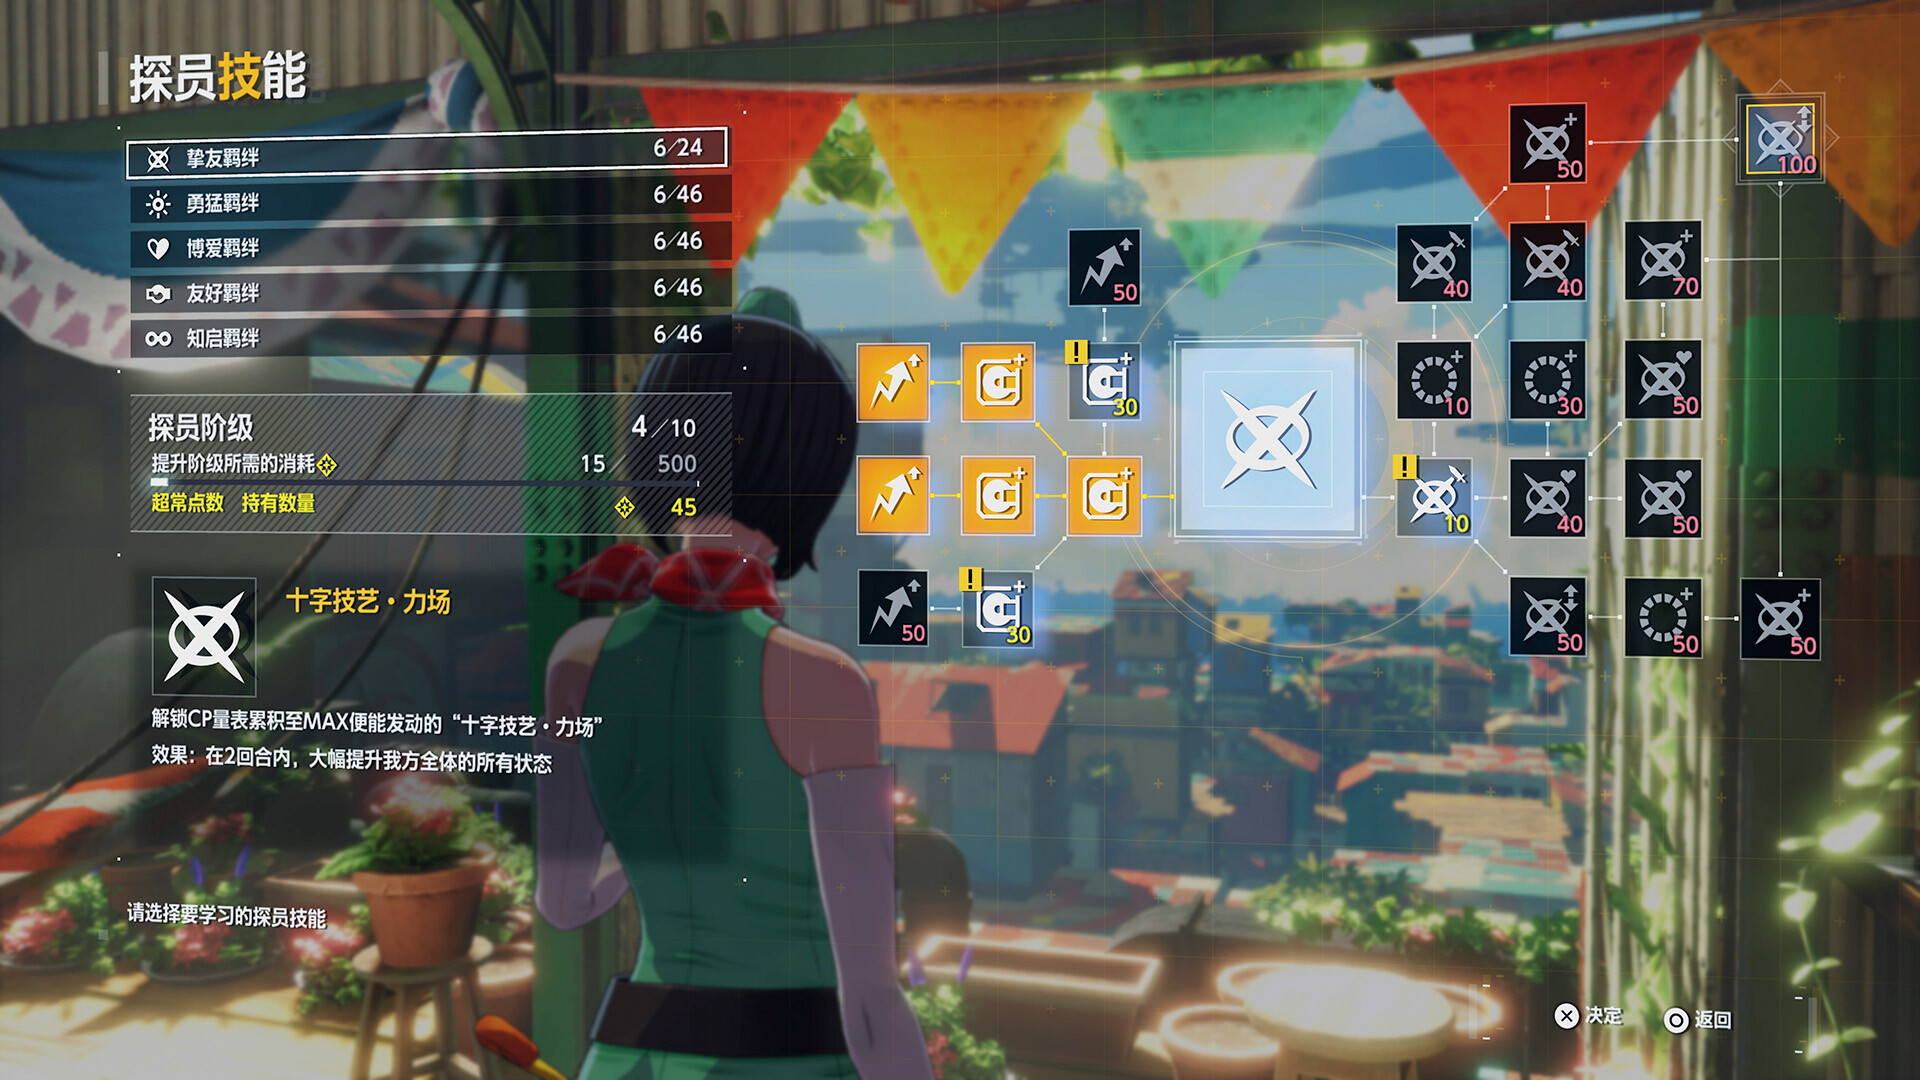 探员技能
挚友羁绊 6/24
勇猛羁绊 6/46
博爱羁绊 6/46
友好羁绊 6/46
知启羁绊 6/46
探员阶级 4/10
提升阶级所需的消耗 15/500
超常点数 持有数量 45
十字技艺·力场
解锁CP量表累积至MAX便能发动的“十字技艺·力场”
效果：在2回合内，大幅提升我方全体的所有状态
请选择要学习的探员技能
50
100
50
40
40
70
!
30
10
30
50
!
10
40
50
50
!
30
50
50
50
决定 返回